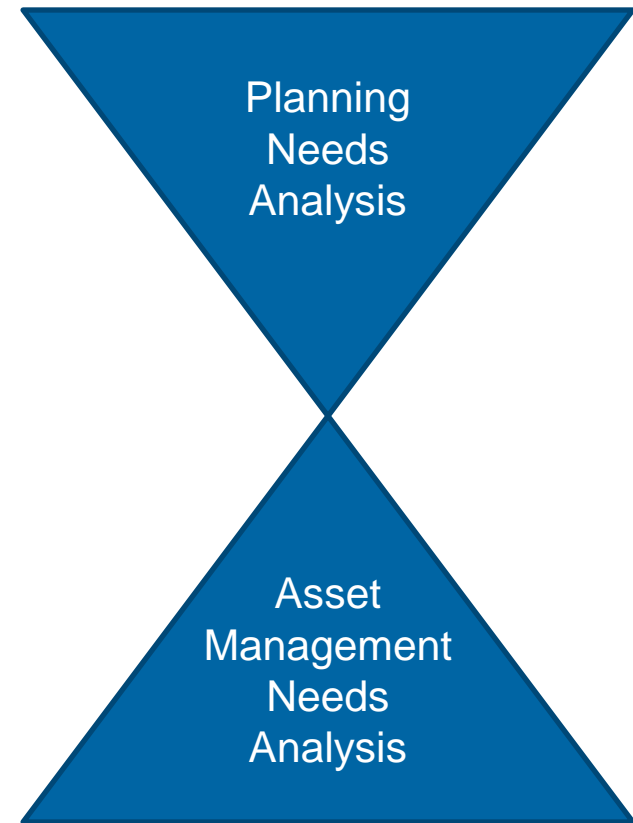 Planning
Needs
Analysis
Asset
Management
Needs
Analysis